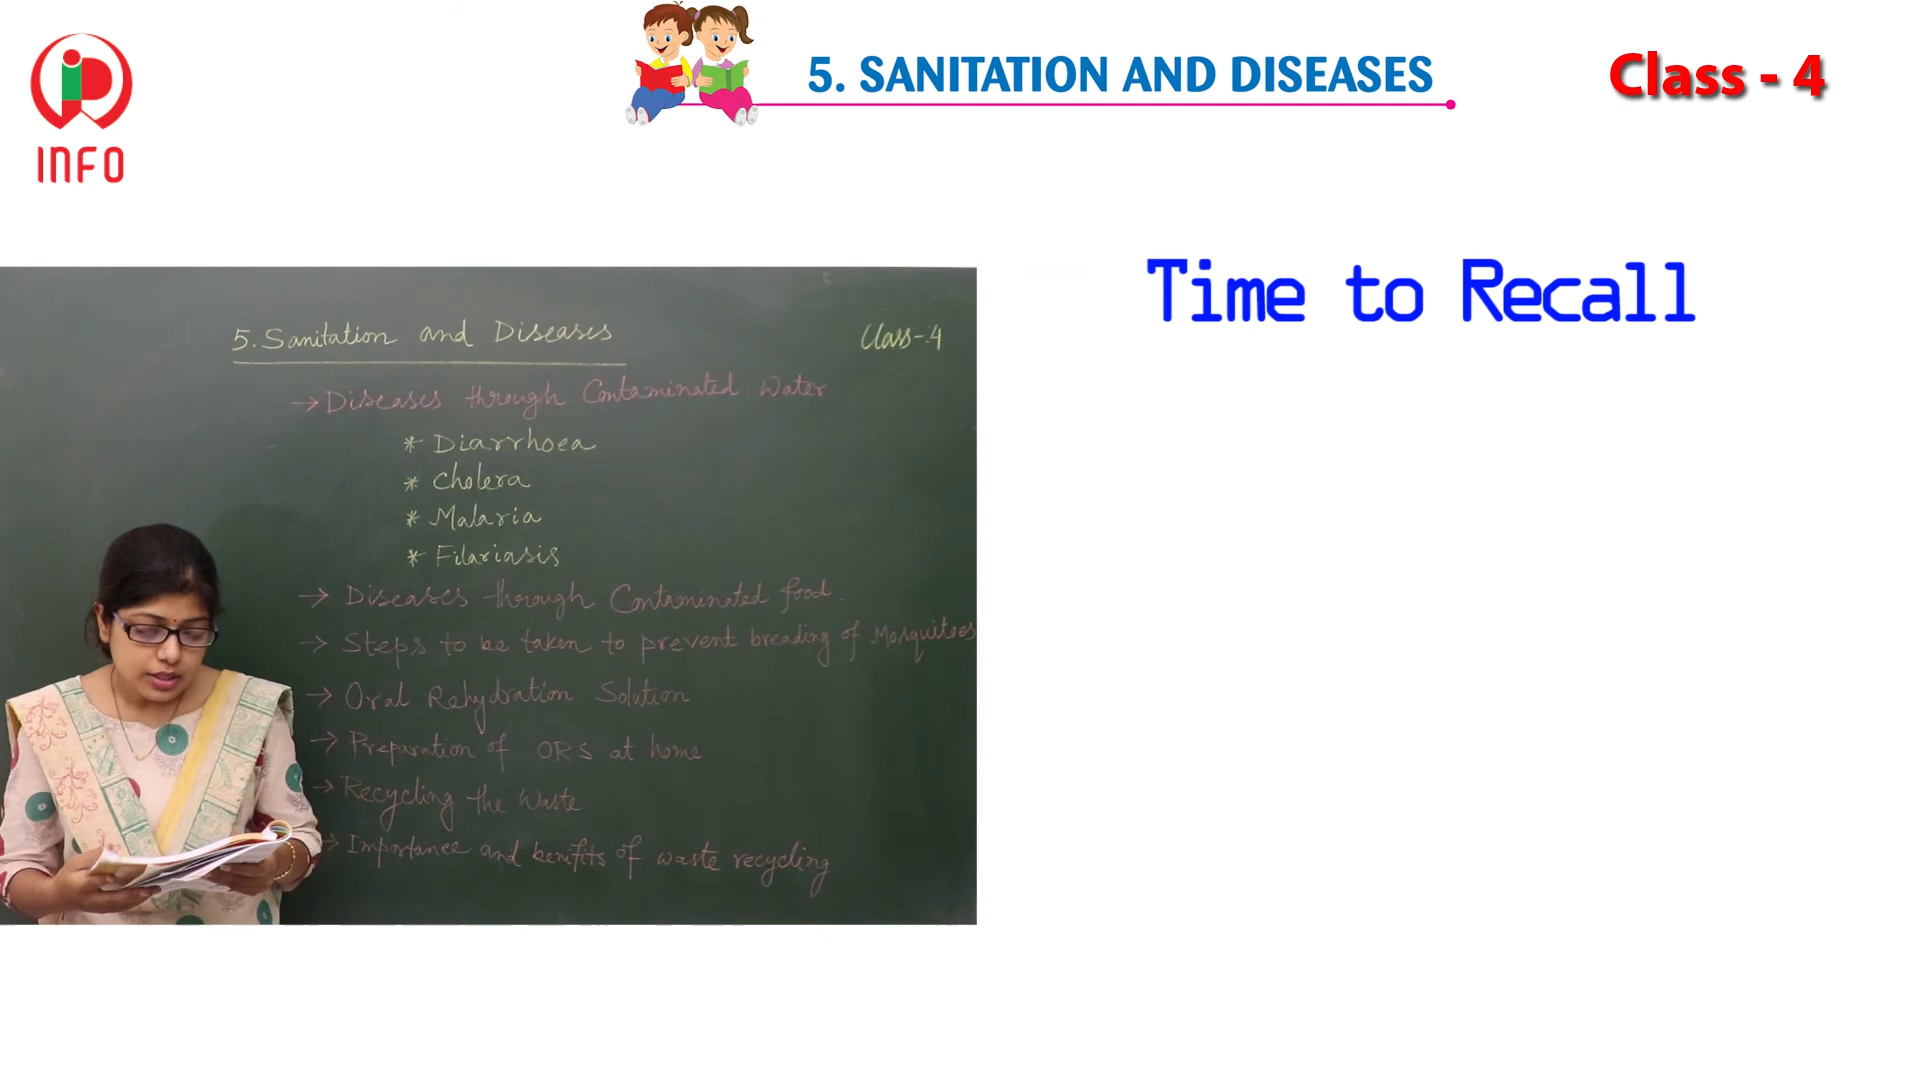 INFO
5. SANITATION AND DISEASES
Class - 4
Time to Recall
5. Sanitation and Diseases
Class-4
→ Diseases through Contaminated Water
* Diarrhoea
* Cholera
* Malaria
* Filariasis
→ Diseases through Contaminated food.
→ Steps to be taken to prevent breading of Mosquitoes
→ Oral Rehydration Solution
→ Preparation of ORS at home
→ Recycling the Waste
→ Importance and benifits of waste recycling